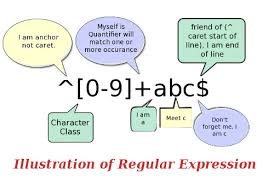 I am anchor
not caret.
Myself is
Quantifier will
match one or
more occurance
friend of (^
caret start of
line), I am end
of line
^[0-9]+abc$
Character
Class
I am
a
Meet c
Don't
forget me, i
am c
Illustration of Regular Expression